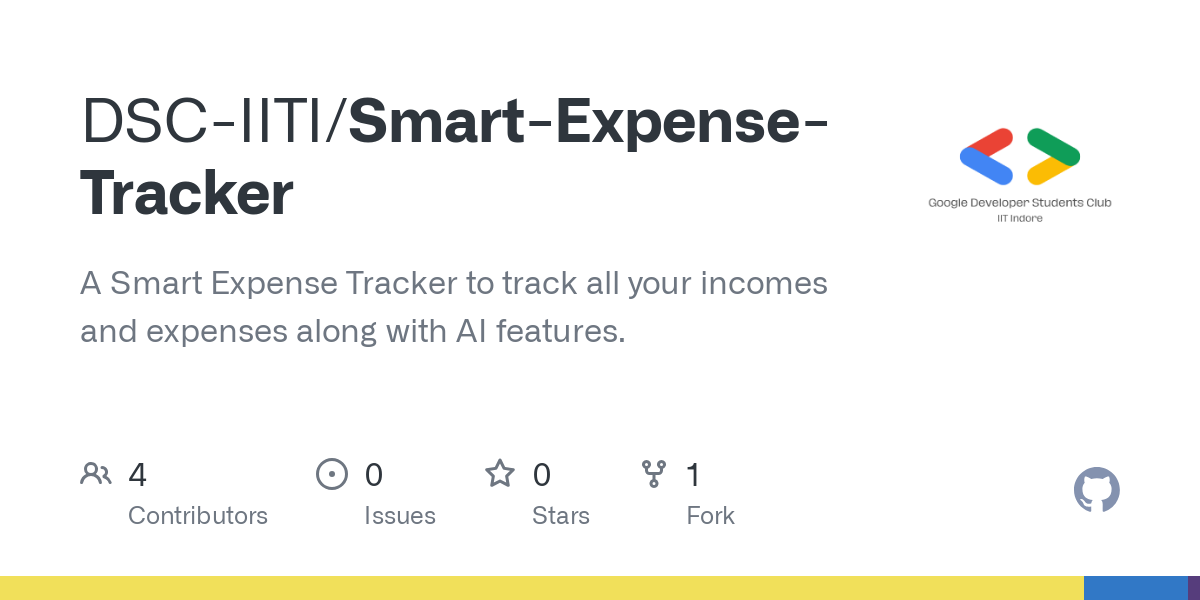 DSC-IITI/Smart-Expense-
Tracker
Google Developer Students Club
IIT Indore
A Smart Expense Tracker to track all your incomes
and expenses along with AI features.
4
Contributors
0
Issues
0
Stars
1
Fork